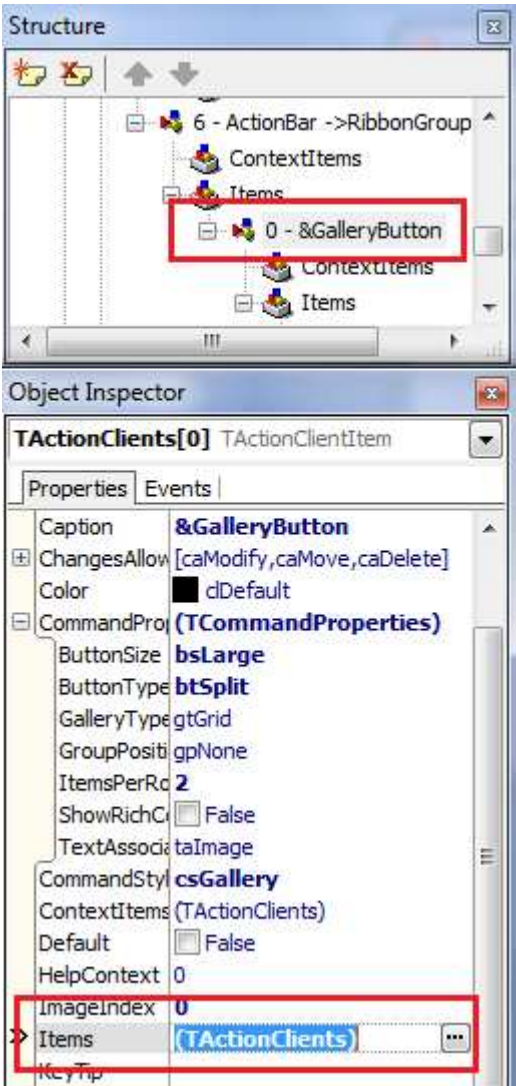 Structure
6 - ActionBar ->RibbonGroup
ContextItems
Items
0 - &GalleryButton
ContextItems
Items
Object Inspector
TActionClients[0] TActionClientItem
Properties Events
Caption &GalleryButton
ChangesAllow [caModify,caMove,caDelete]
Color clDefault
CommandProp (TCommandProperties)
ButtonSize bsLarge
ButtonType btSplit
GalleryType gtGrid
GroupPositi gpNone
ItemsPerRo 2
ShowRichC False
TextAssocia taImage
CommandStyl csGallery
ContextItems (TActionClients)
Default False
HelpContext 0
ImageIndex 0
Items (TActionClients)
KeyTip